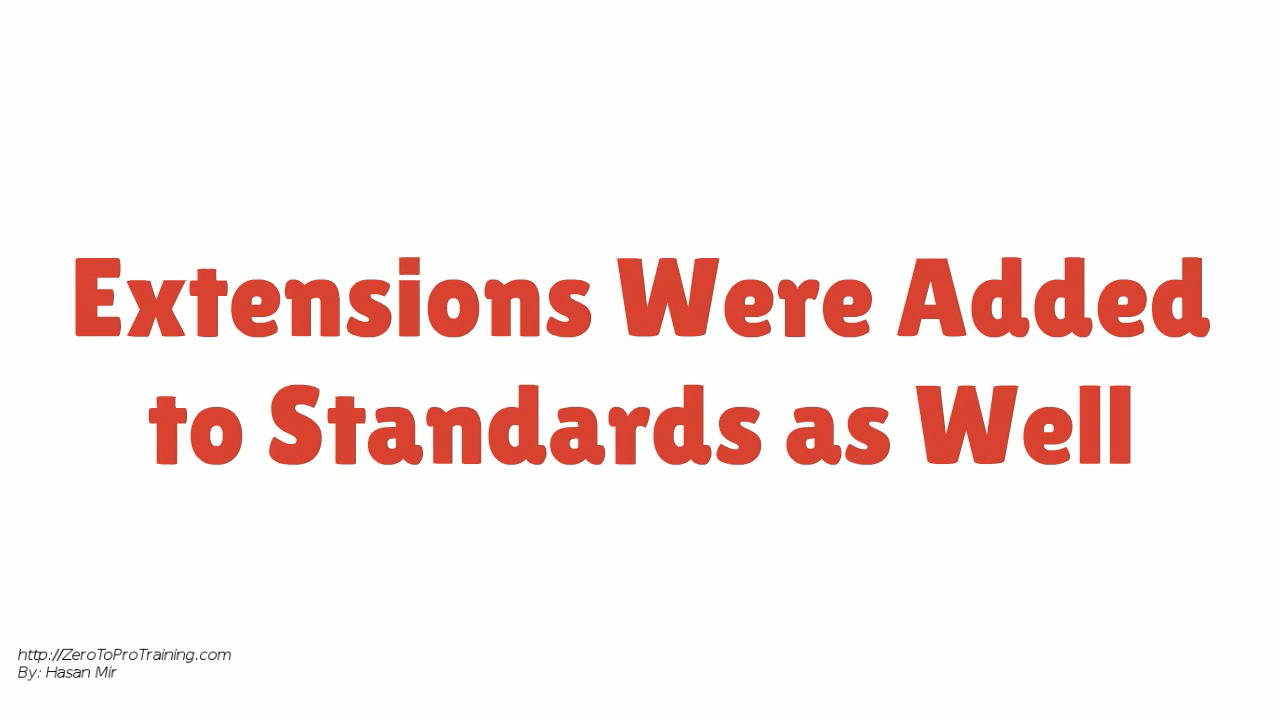 Extensions Were Added
to Standards as Well
http://ZeroToProTraining.com
By: Hasan Mir